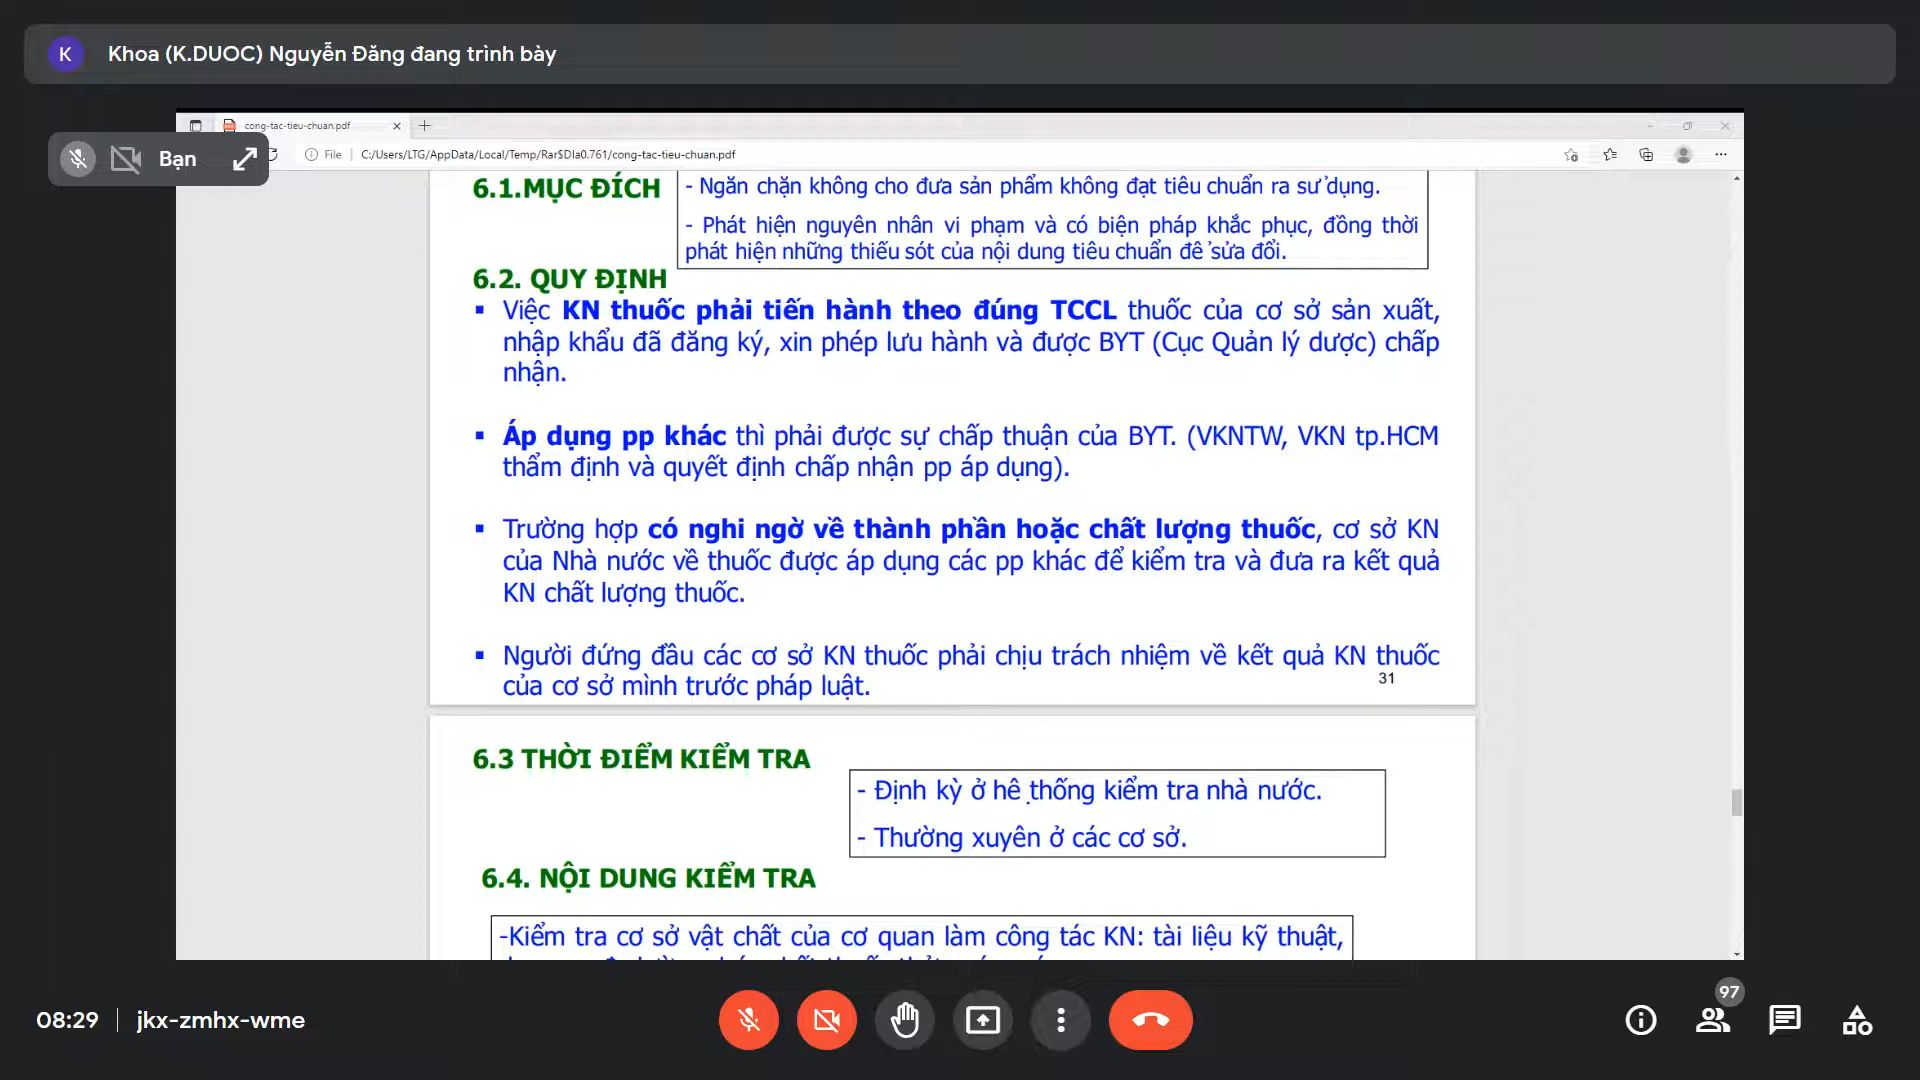 K Khoa (K.DUOC) Nguyễn Đăng đang trình bày
cong-tac-tieu-chuan.pdf
Bạn
File C:/Users/LTG/AppData/Local/Temp/Rar$DIa0.761/cong-tac-tieu-chuan.pdf
6.1.MỤC ĐÍCH
- Ngăn chặn không cho đưa sản phẩm không đạt tiêu chuẩn ra sử dụng.
- Phát hiện nguyên nhân vi phạm và có biện pháp khắc phục, đồng thời
phát hiện những thiếu sót của nội dung tiêu chuẩn để sửa đổi.
6.2. QUY ĐỊNH
▪ Việc KN thuốc phải tiến hành theo đúng TCCL thuốc của cơ sở sản xuất,
nhập khẩu đã đăng ký, xin phép lưu hành và được BYT (Cục Quản lý dược) chấp
nhận.
▪ Áp dụng pp khác thì phải được sự chấp thuận của BYT. (VKNTW, VKN tp.HCM
thẩm định và quyết định chấp nhận pp áp dụng).
▪ Trường hợp có nghi ngờ về thành phần hoặc chất lượng thuốc, cơ sở KN
của Nhà nước về thuốc được áp dụng các pp khác để kiểm tra và đưa ra kết quả
KN chất lượng thuốc.
▪ Người đứng đầu các cơ sở KN thuốc phải chịu trách nhiệm về kết quả KN thuốc
của cơ sở mình trước pháp luật.
31
6.3 THỜI ĐIỂM KIỂM TRA
- Định kỳ ở hệ thống kiểm tra nhà nước.
- Thường xuyên ở các cơ sở.
6.4. NỘI DUNG KIỂM TRA
-Kiểm tra cơ sở vật chất của cơ quan làm công tác KN: tài liệu kỹ thuật,
08:29 jkx-zmhx-wme
97